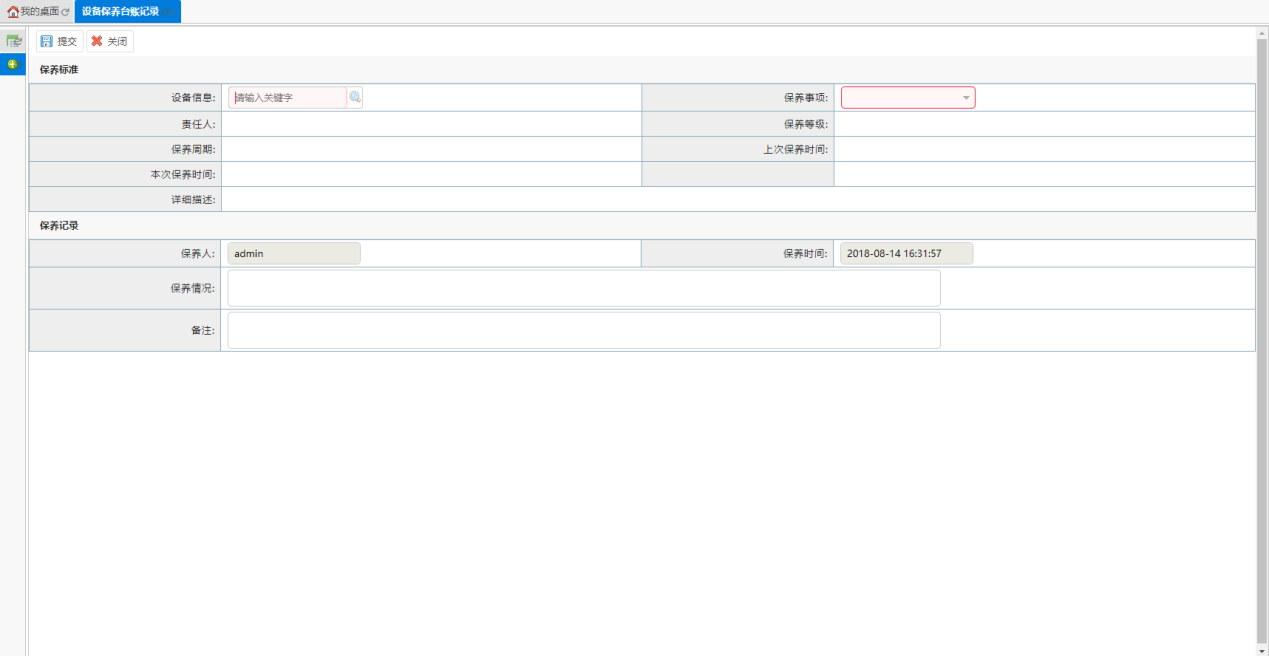 我的桌面 设备保养台账记录
提交 关闭
保养标准
设备信息: 请输入关键字 保养事项:
责任人: 保养等级:
保养周期: 上次保养时间:
本次保养时间:
详细描述:
保养记录
保养人: admin 保养时间: 2018-08-14 16:31:57
保养情况:
备注: